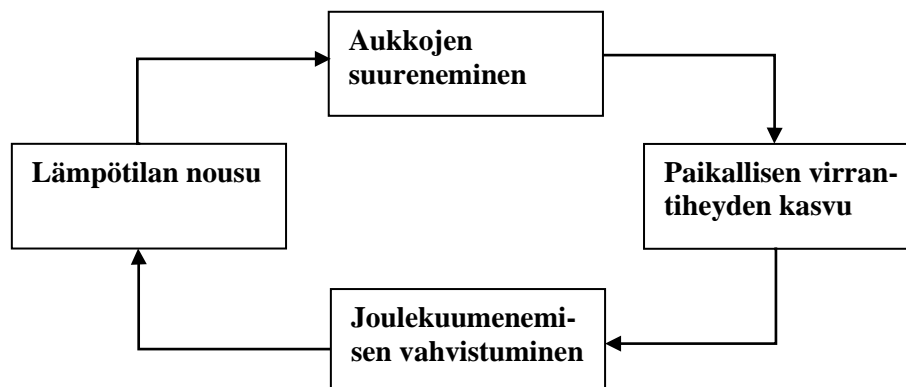 Aukkojen
suureneminen
Lämpötilan nousu
Paikallisen virran-
tiheyden kasvu
Joulekuumenemi-
sen vahvistuminen